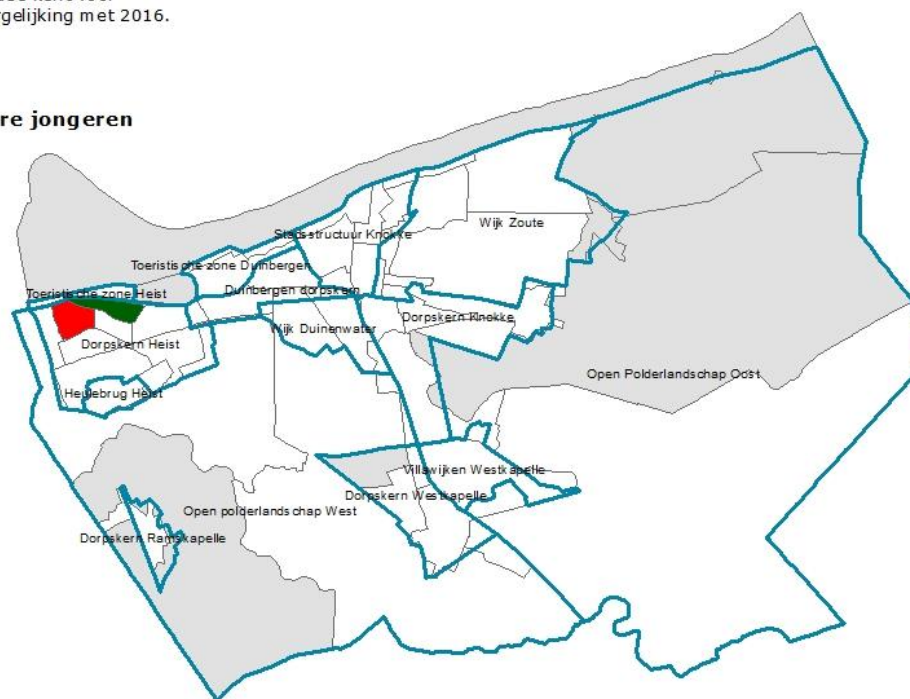 rgelijking met 2016.
re jongeren
Wijk Zoute
Stadsstructuur Knokke
Toeristische zone Duinbergen
Toeristische zone Heist
Duinbergen dorpskern
Wijk Duinenwater
Dorpskern Knokke
Dorpskern Heist
Open Polderlandschap Oost
Heulebrug Heist
Villawijken Westkapelle
Dorpskern Westkapelle
Open polderlandschap West
Dorpskern Ramskapelle